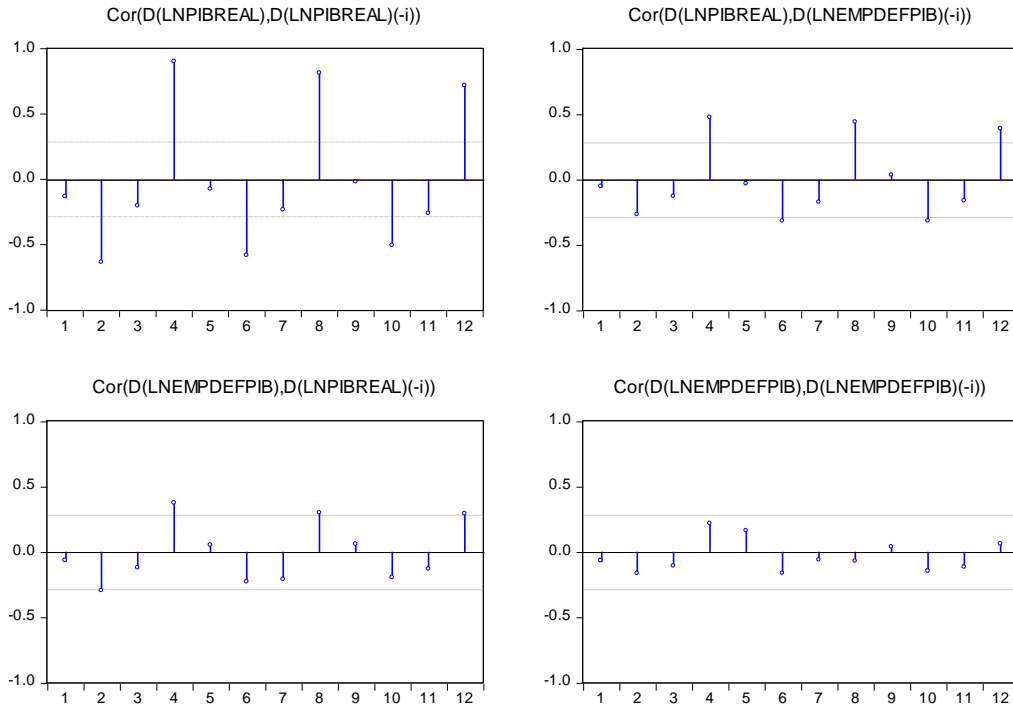 Cor(D(LNPIBREAL),D(LNPIBREAL)(-i))
1.0
0.5
0.0
-0.5
-1.0
1 2 3 4 5 6 7 8 9 10 11 12
Cor(D(LNPIBREAL),D(LNEMPDEFPIB)(-i))
1.0
0.5
0.0
-0.5
-1.0
1 2 3 4 5 6 7 8 9 10 11 12
Cor(D(LNEMPDEFPIB),D(LNPIBREAL)(-i))
1.0
0.5
0.0
-0.5
-1.0
1 2 3 4 5 6 7 8 9 10 11 12
Cor(D(LNEMPDEFPIB),D(LNEMPDEFPIB)(-i))
1.0
0.5
0.0
-0.5
-1.0
1 2 3 4 5 6 7 8 9 10 11 12